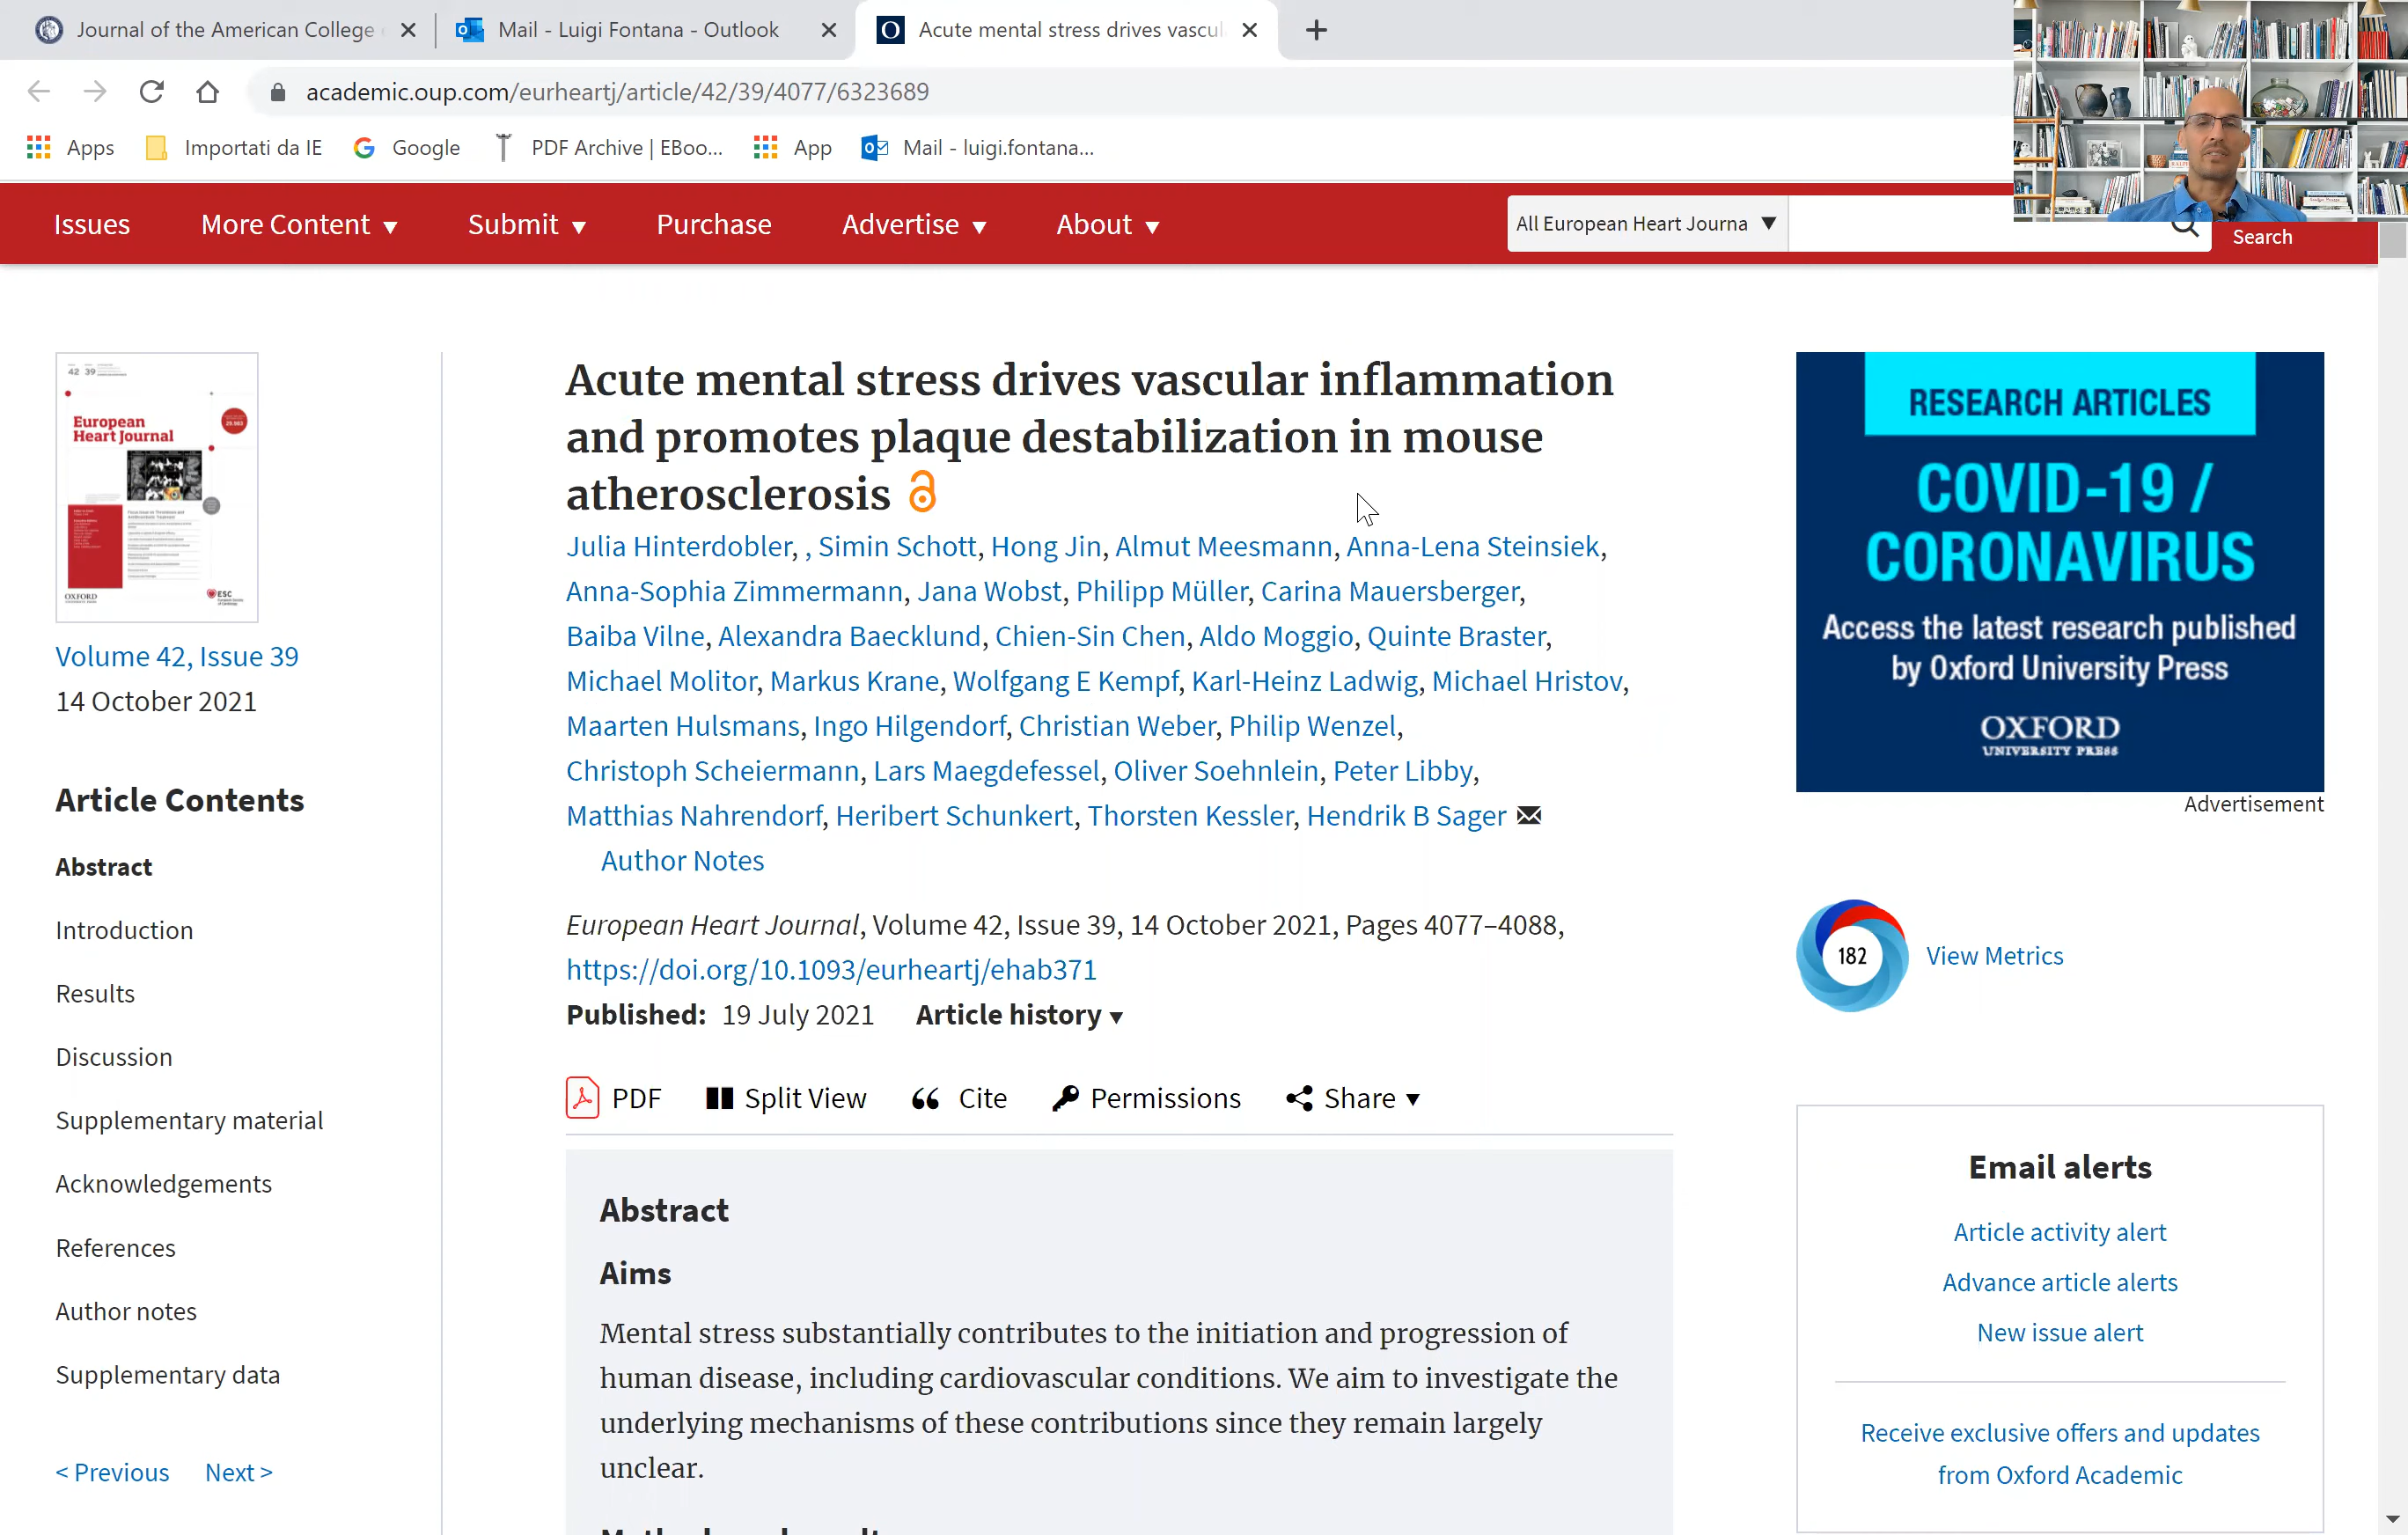 Journal of the American College
Mail - Luigi Fontana - Outlook
Acute mental stress drives vascul
academic.oup.com/eurheartj/article/42/39/4077/6323689
Apps
Importati da IE
Google
PDF Archive | EBoo...
App
Mail - luigi.fontana...
Issues
More Content
Submit
Purchase
Advertise
About
All European Heart Journa
Search
42 39
European
Heart Journal
OXFORD
ESC
Volume 42, Issue 39
14 October 2021
Article Contents
Abstract
Introduction
Results
Discussion
Supplementary material
Acknowledgements
References
Author notes
Supplementary data
< Previous Next >
Acute mental stress drives vascular inflammation
and promotes plaque destabilization in mouse
atherosclerosis
Julia Hinterdobler, , Simin Schott, Hong Jin, Almut Meesmann, Anna-Lena Steinsiek,
Anna-Sophia Zimmermann, Jana Wobst, Philipp Müller, Carina Mauersberger,
Baiba Vilne, Alexandra Baecklund, Chien-Sin Chen, Aldo Moggio, Quinte Braster,
Michael Molitor, Markus Krane, Wolfgang E Kempf, Karl-Heinz Ladwig, Michael Hristov,
Maarten Hulsmans, Ingo Hilgendorf, Christian Weber, Philip Wenzel,
Christoph Scheiermann, Lars Maegdefessel, Oliver Soehnlein, Peter Libby,
Matthias Nahrendorf, Heribert Schunkert, Thorsten Kessler, Hendrik B Sager
Author Notes
European Heart Journal, Volume 42, Issue 39, 14 October 2021, Pages 4077–4088,
https://doi.org/10.1093/eurheartj/ehab371
Published: 19 July 2021 Article history
PDF
Split View
Cite
Permissions
Share
Abstract
Aims
Mental stress substantially contributes to the initiation and progression of
human disease, including cardiovascular conditions. We aim to investigate the
underlying mechanisms of these contributions since they remain largely
unclear.
RESEARCH ARTICLES
COVID-19 /
CORONAVIRUS
Access the latest research published
by Oxford University Press
OXFORD
UNIVERSITY PRESS
Advertisement
182
View Metrics
Email alerts
Article activity alert
Advance article alerts
New issue alert
Receive exclusive offers and updates
from Oxford Academic